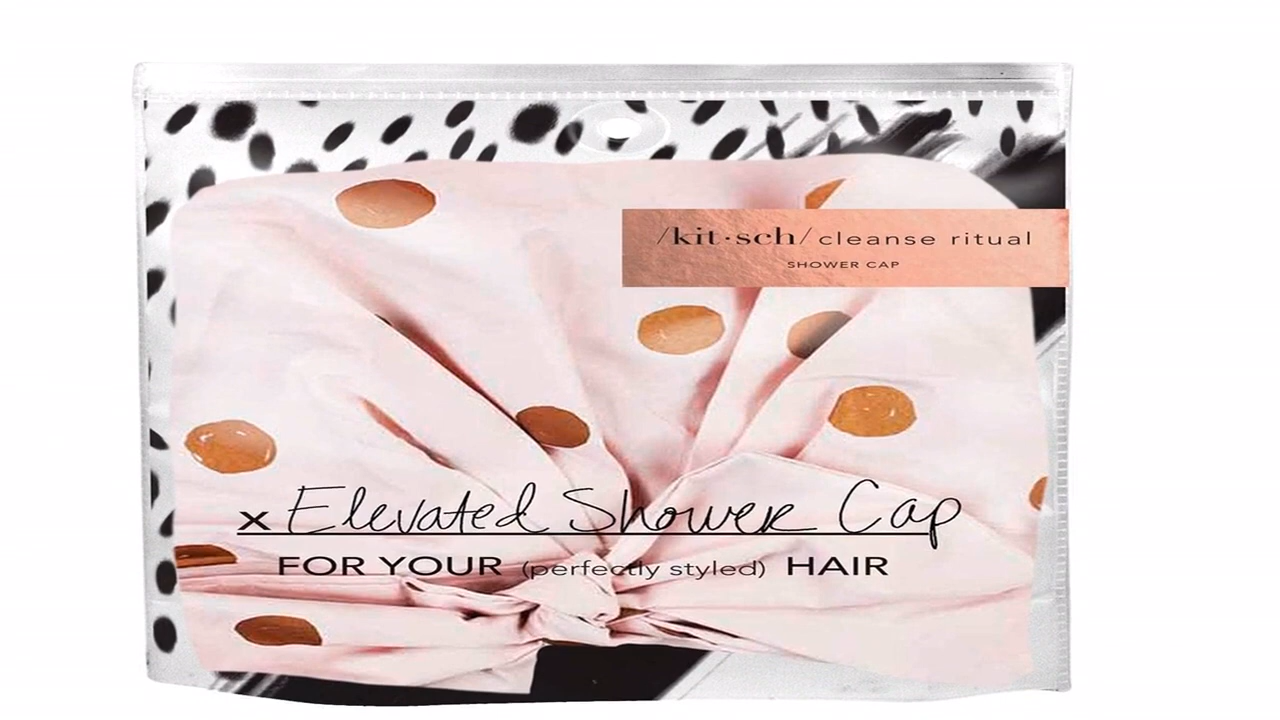 /kit·sch/ cleanse ritual
SHOWER CAP
x Elevated Shower Cap
FOR YOUR (perfectly styled) HAIR